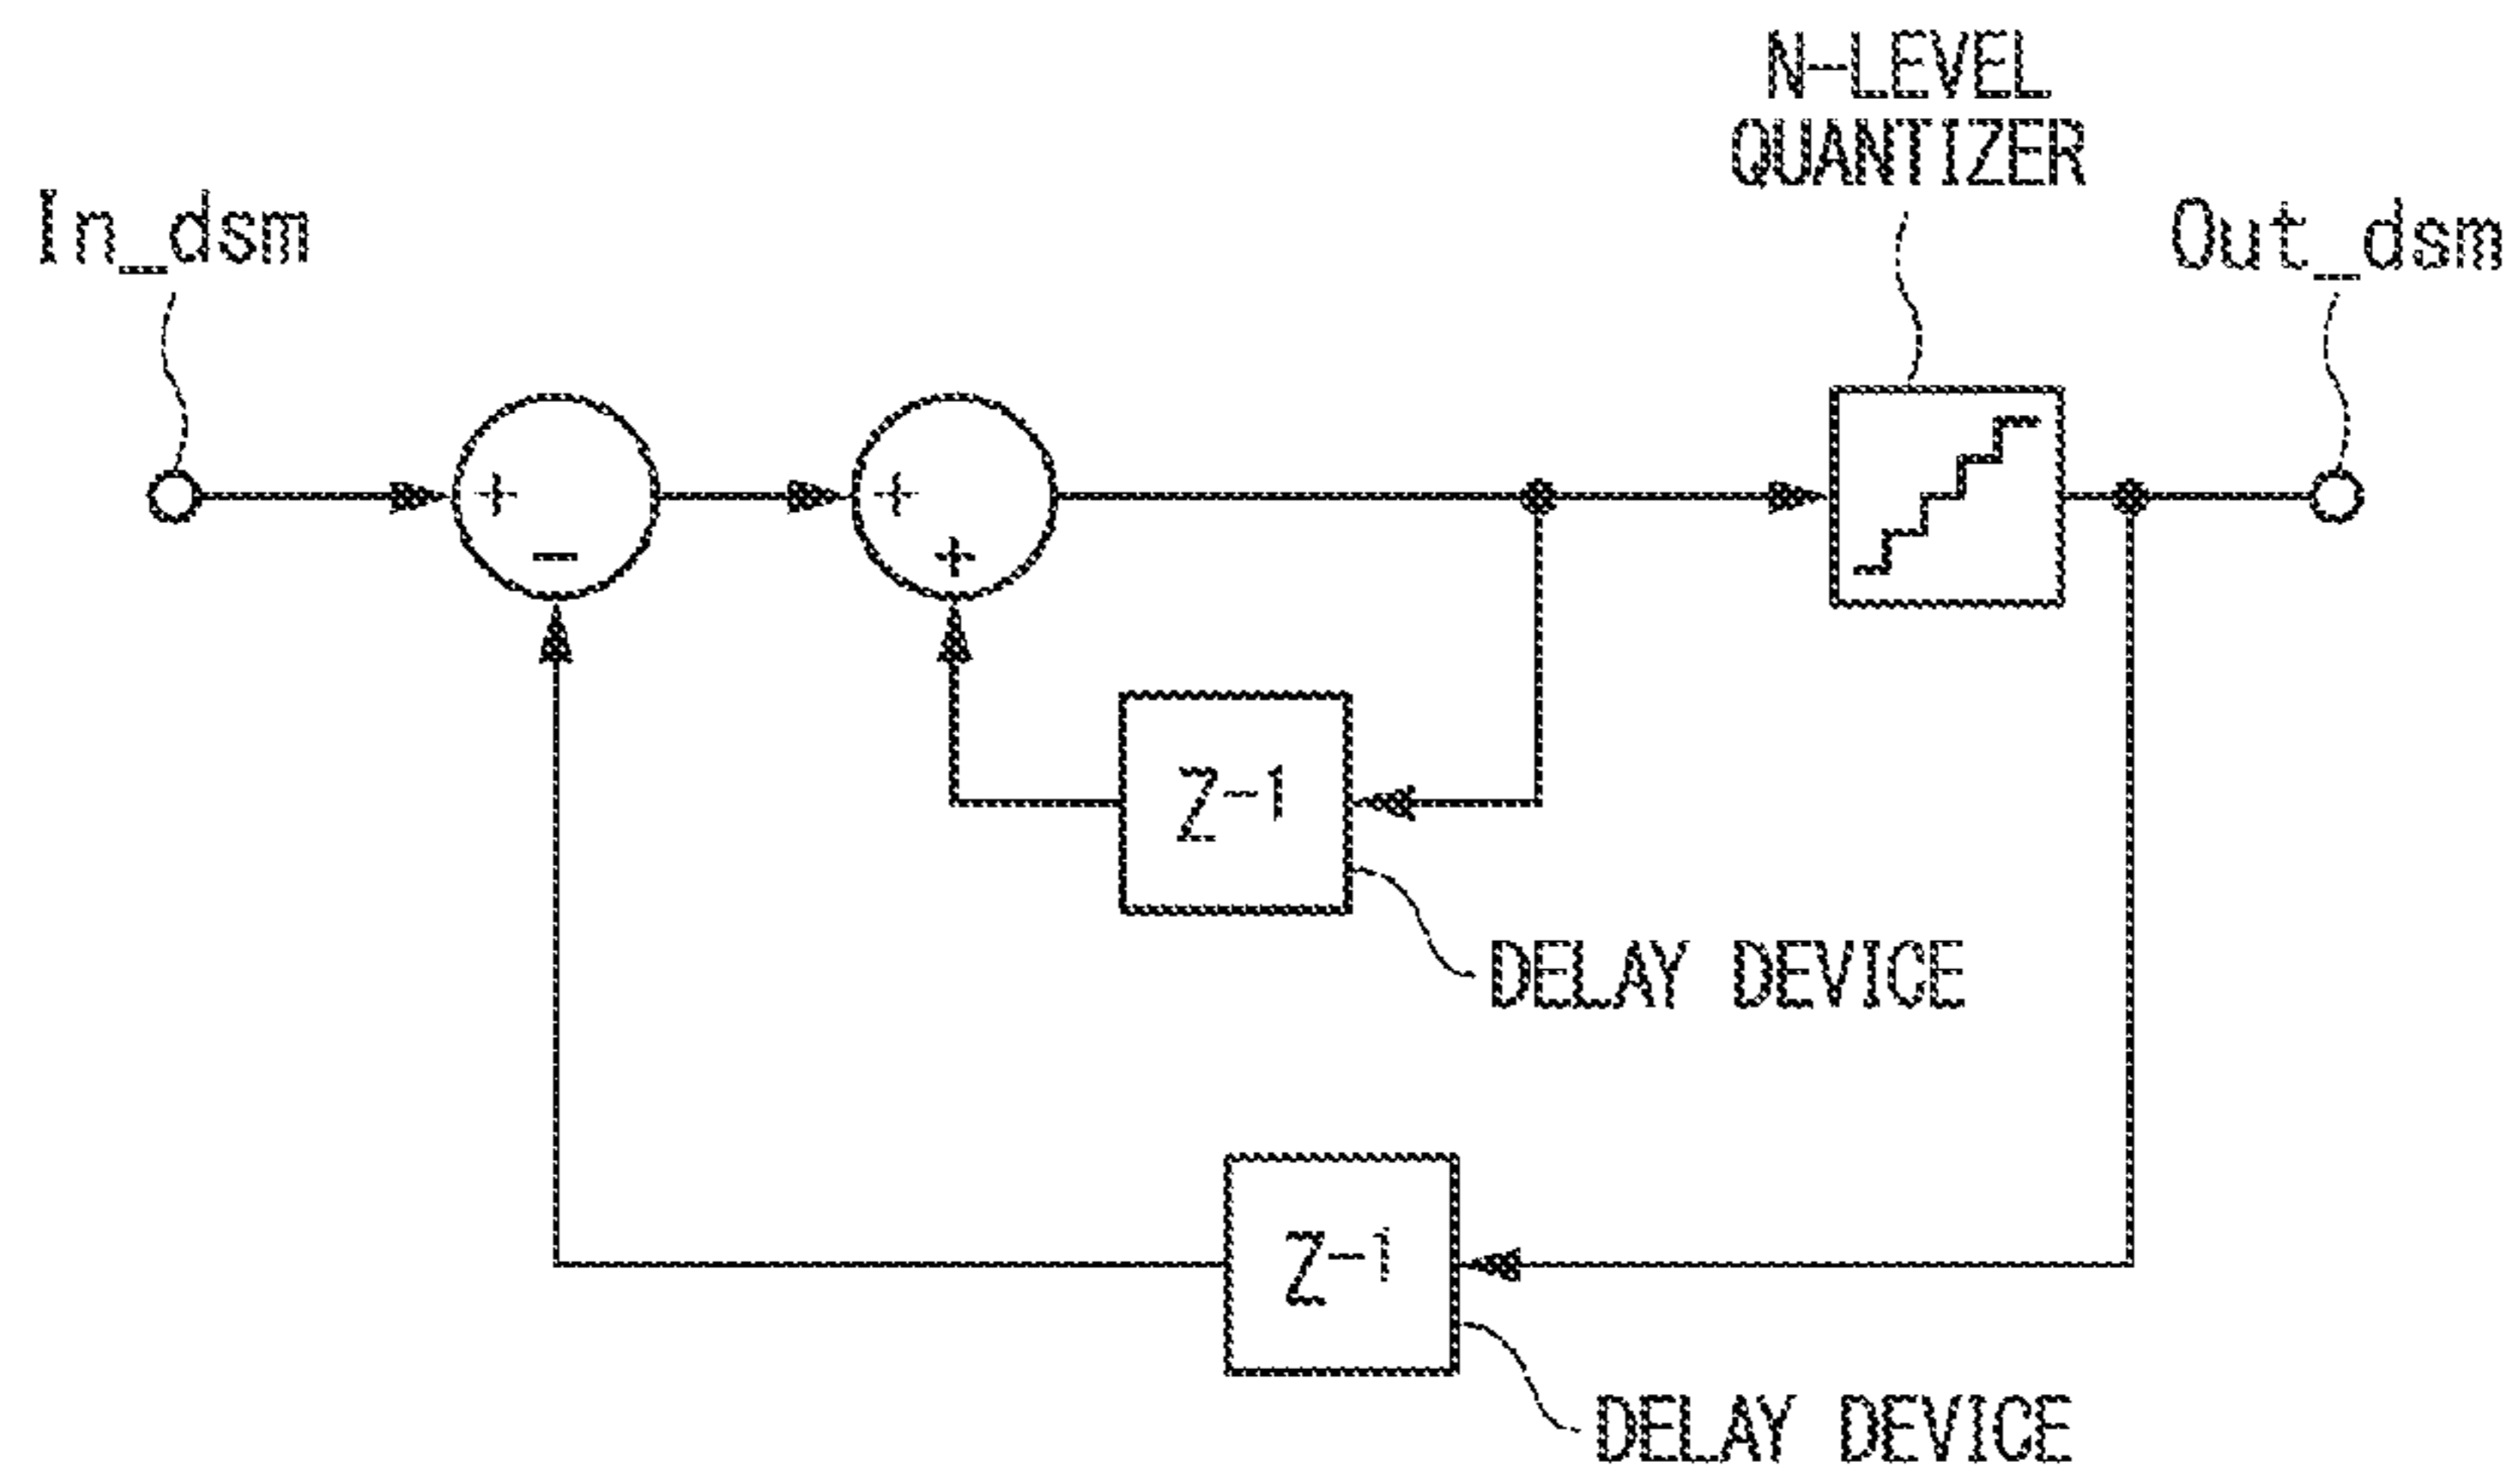 N-LEVEL
QUANTIZER
In_dsm
Out_dsm
+
-
+
+
Z-1
DELAY DEVICE
Z-1
DELAY DEVICE